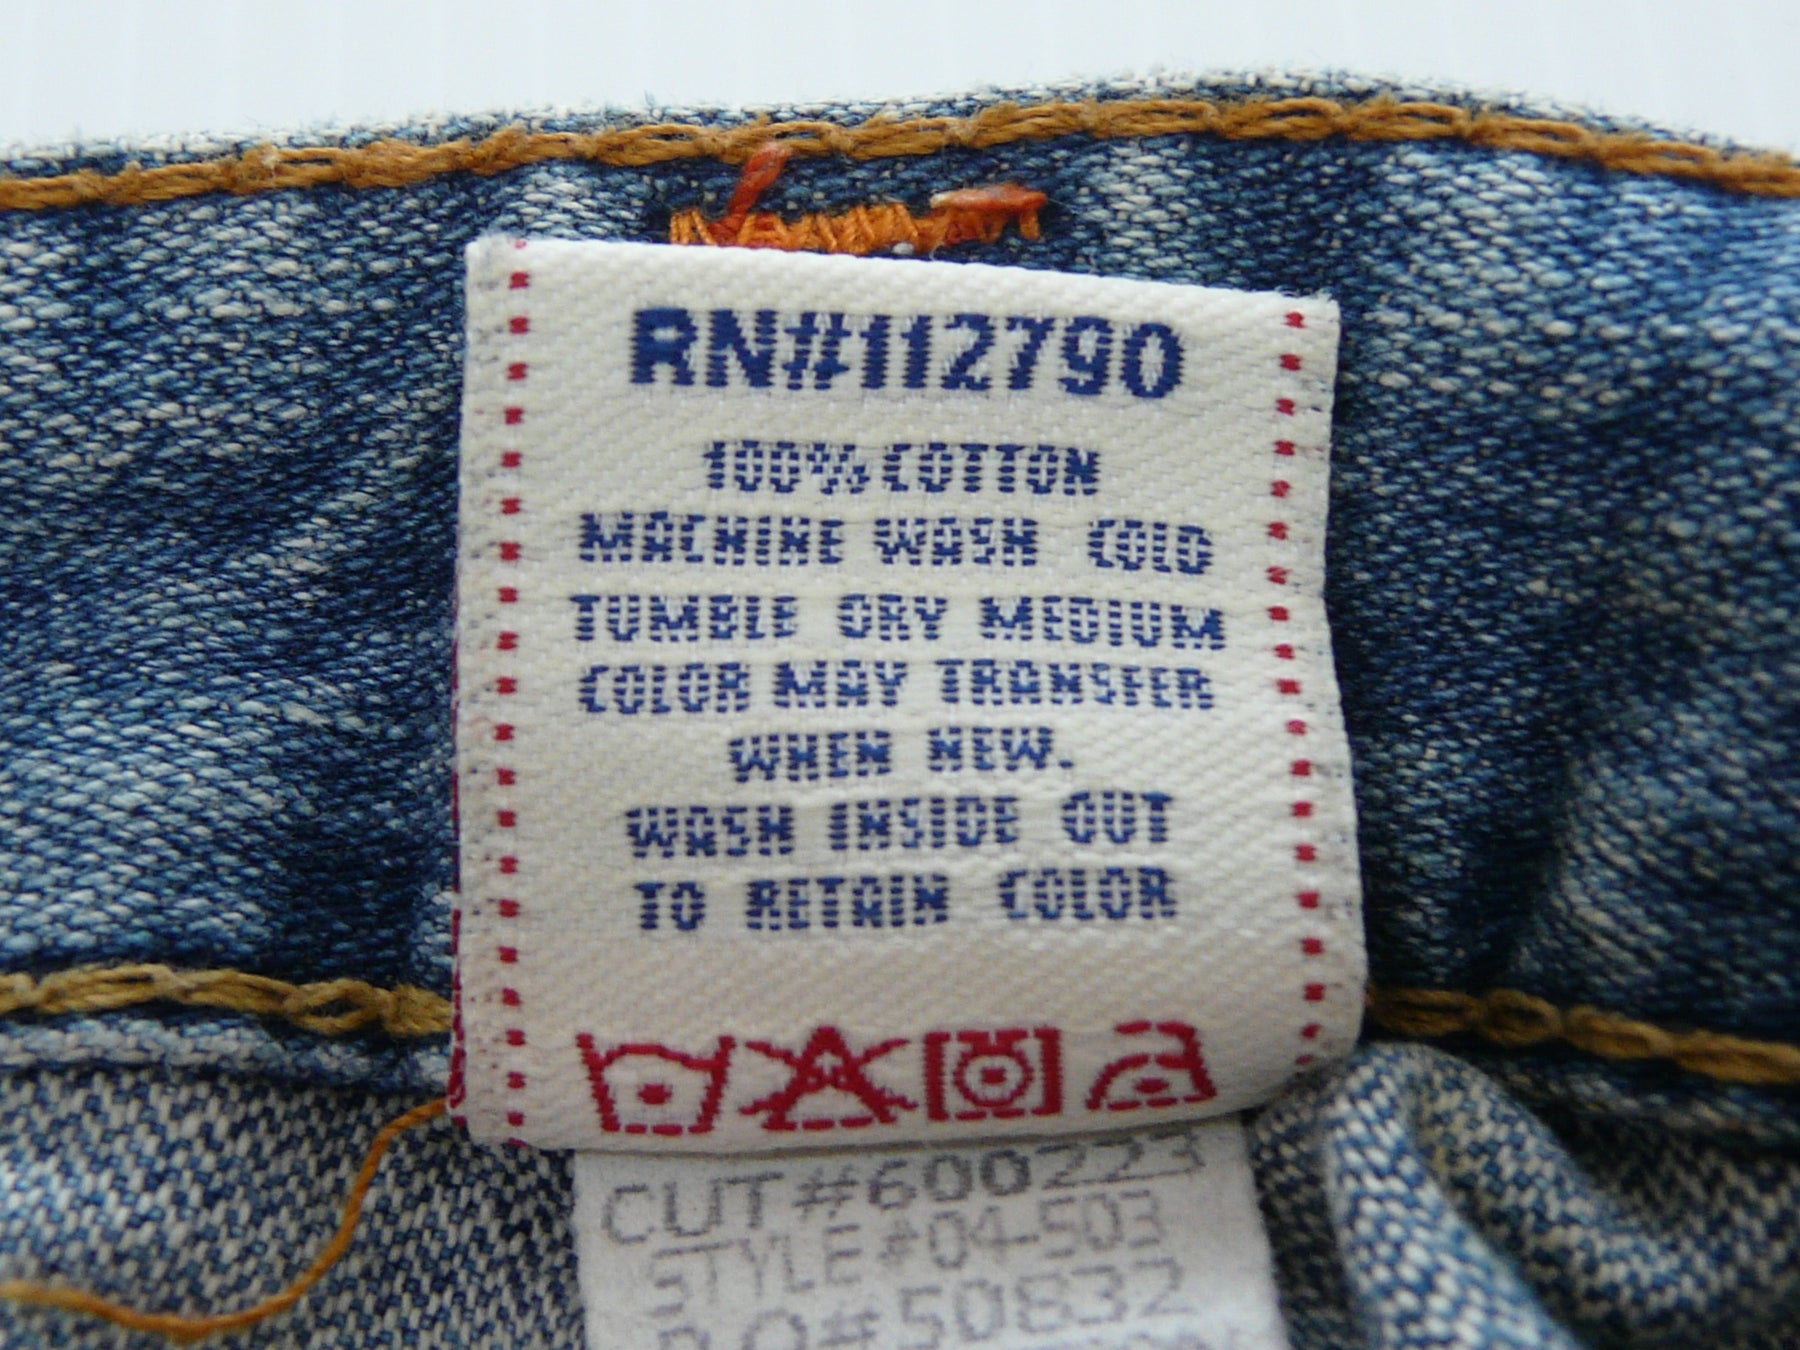 RN#112790
100% COTTON
MACHINE WASH COLD
TUMBLE DRY MEDIUM
COLOR MAY TRANSFER
WHEN NEW.
WASH INSIDE OUT
TO RETAIN COLOR
CUT#600223
STYLE#04-503
P.O#50832